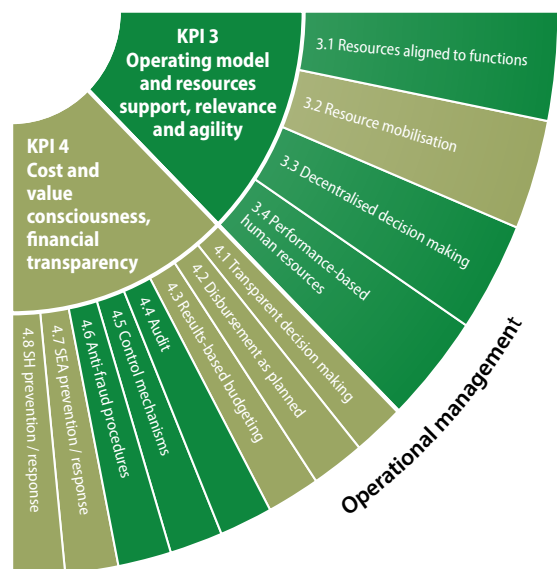 KPI 3
Operating model
and resources
support, relevance
and agility
3.1 Resources aligned to functions
3.2 Resource mobilisation
3.3 Decentralised decision making
3.4 Performance-based
human resources
KPI 4
Cost and
value
consciousness,
financial
transparency
4.1 Transparent decision making
4.2 Disbursement as planned
4.3 Results-based budgeting
4.4 Audit
4.5 Control mechanisms
4.6 Anti-fraud procedures
4.7 SEA prevention / response
4.8 SH prevention / response
Operational management